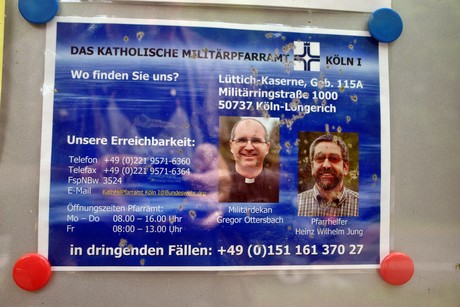 DAS KATHOLISCHE MILITÄRPFARRAMT KÖLN I
Wo finden Sie uns?
Lüttich-Kaserne, Geb. 115A
Militärringstraße 1000
50737 Köln-Longerich
Unsere Erreichbarkeit:
Telefon +49 (0)221 9571-6360
Telefax +49 (0)221 9571-6364
FspNBw 3524
E-Mail
Öffnungszeiten Pfarramt:
Mo – Do 08.00 – 16.00 Uhr
Fr 08:00 – 13.00 Uhr
Militärdekan
Gregor Ottersbach
Pfarrhelfer
Heinz Wilhelm Jung
in dringenden Fällen: +49 (0)151 161 370 27